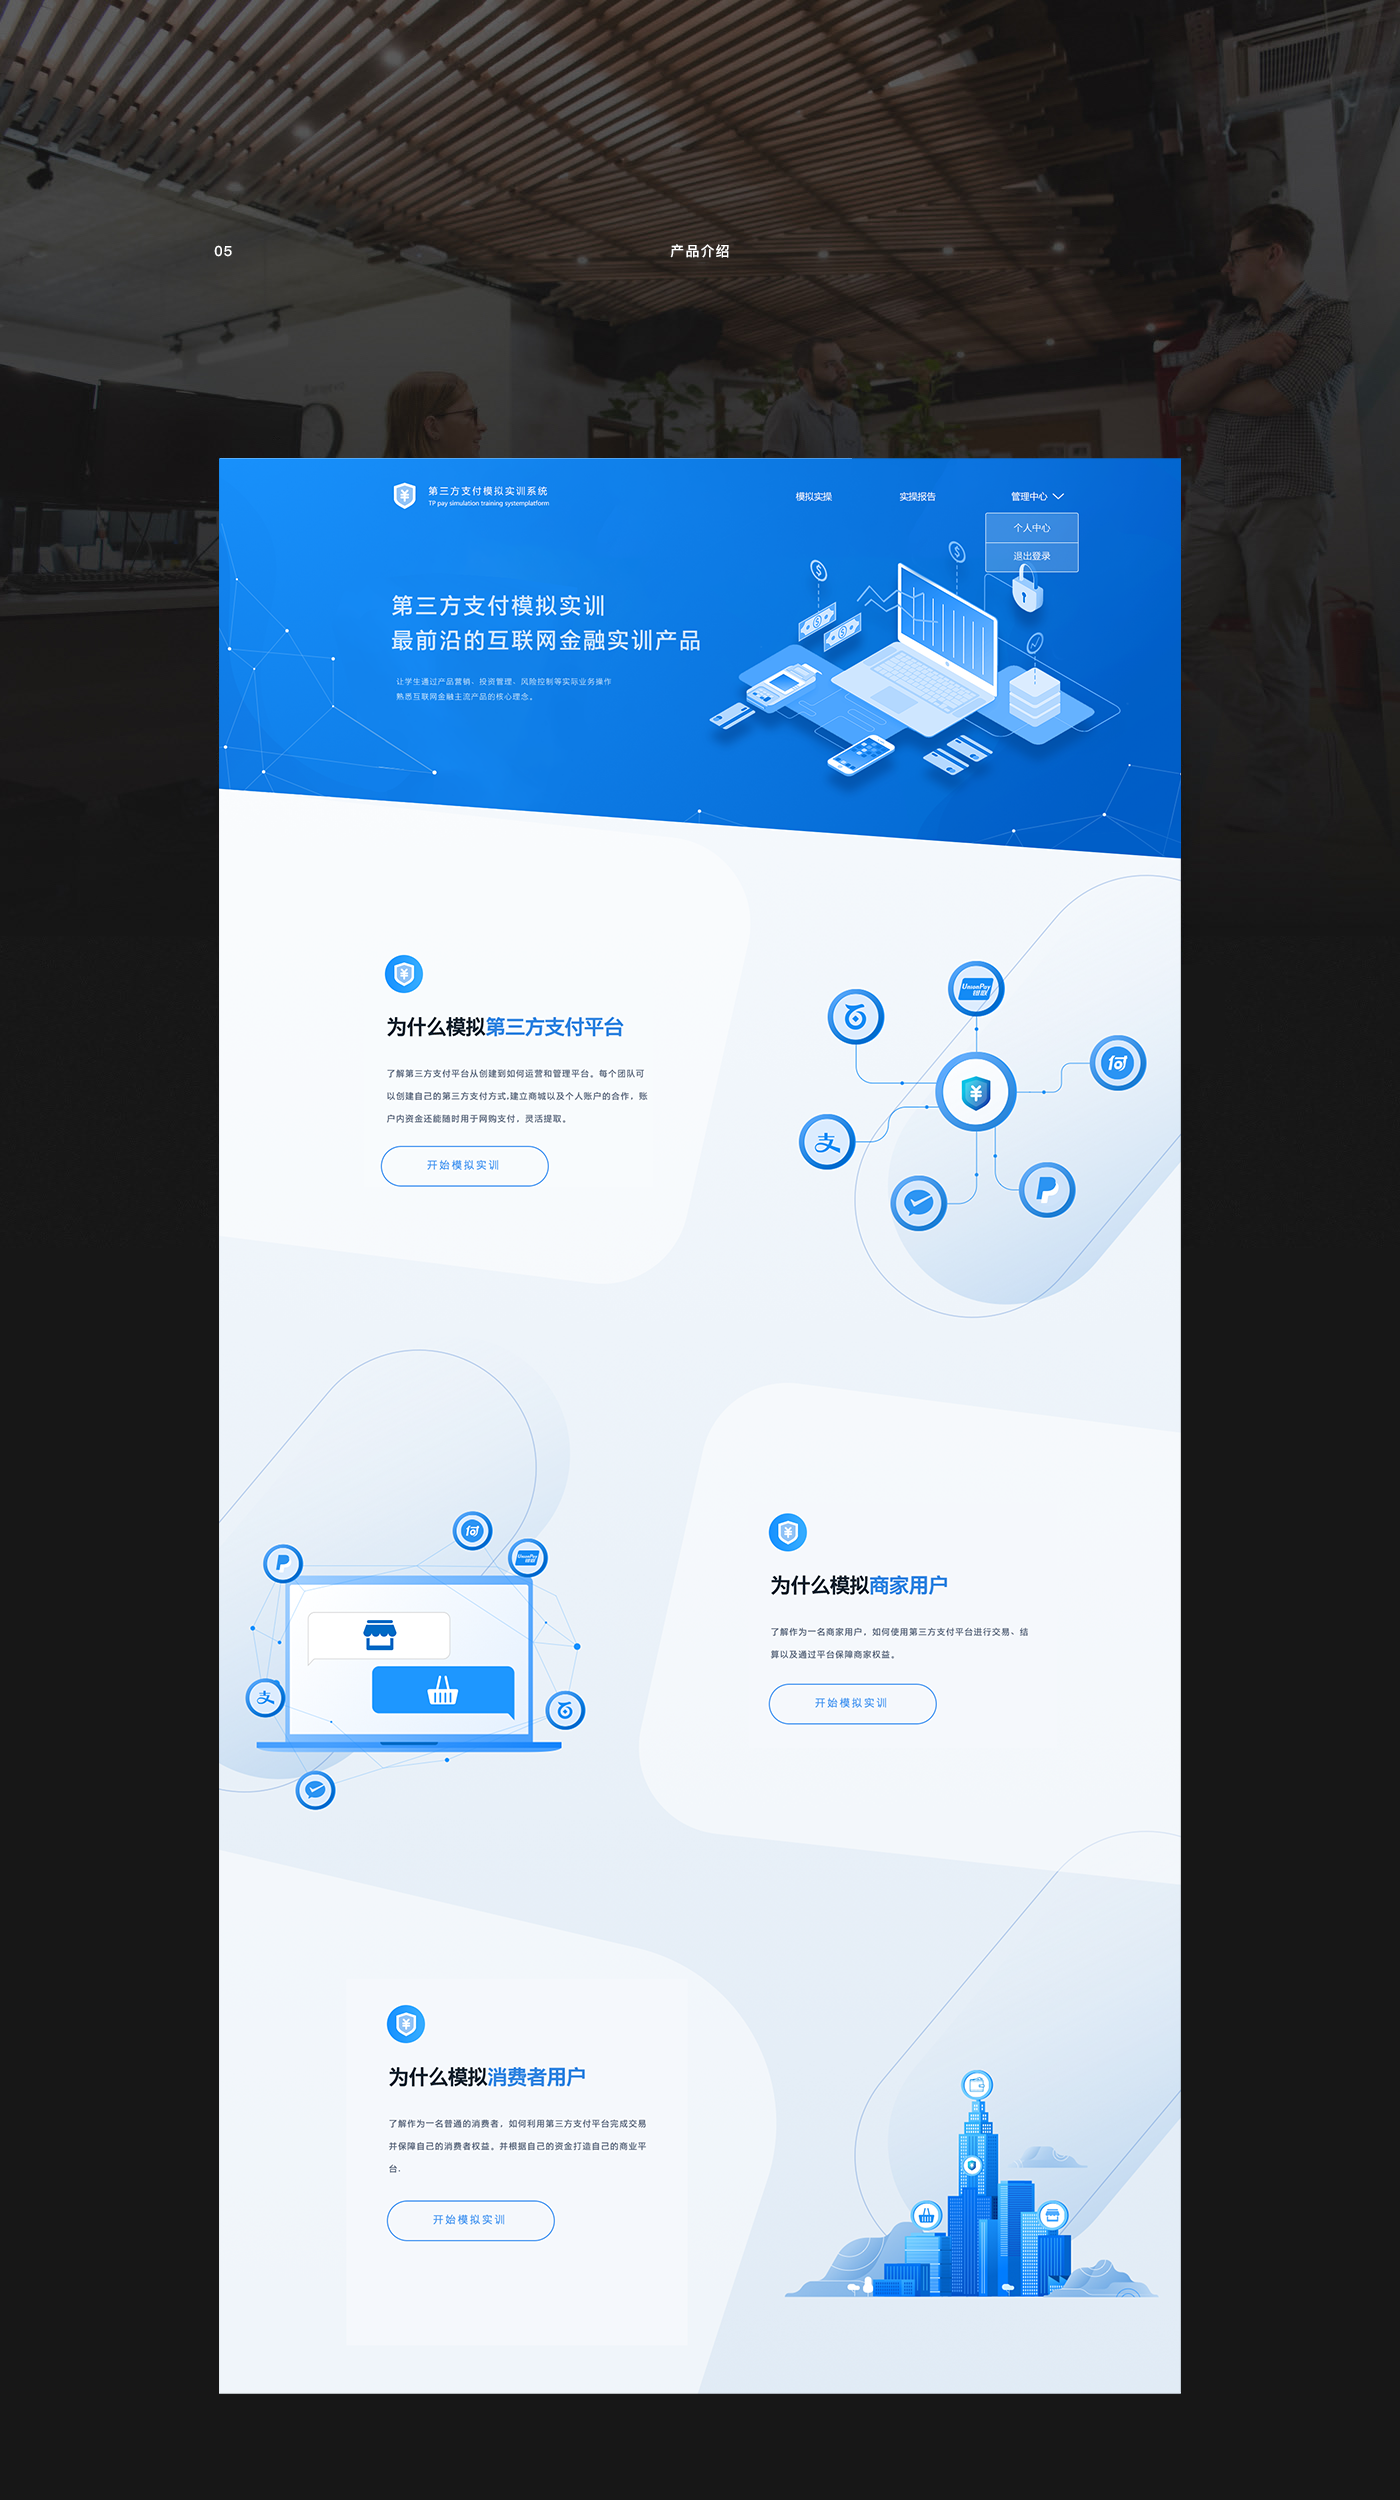 05
产品介绍
第三方支付模拟实训系统
TP pay simulation training systemplatform
模拟实操
实操报告
管理中心
个人中心
退出登录
第三方支付模拟实训
最前沿的互联网金融实训产品
让学生通过产品营销、投资管理、风险控制等实际业务操作
熟悉互联网金融主流产品的核心理念。
UnionPay
银联
为什么模拟第三方支付平台
了解第三方支付平台从创建到如何运营和管理平台。每个团队可
以创建自己的第三方支付方式,建立商城以及个人账户的合作，账
户内资金还能随时用于网购支付，灵活提取。
支
开始模拟实训
UnionPay
银联
为什么模拟商家用户
了解作为一名商家用户，如何使用第三方支付平台进行交易、结
算以及通过平台保障商家权益。
支
开始模拟实训
为什么模拟消费者用户
了解作为一名普通的消费者，如何利用第三方支付平台完成交易
并保障自己的消费者权益。并根据自己的资金打造自己的商业平
台.
开始模拟实训